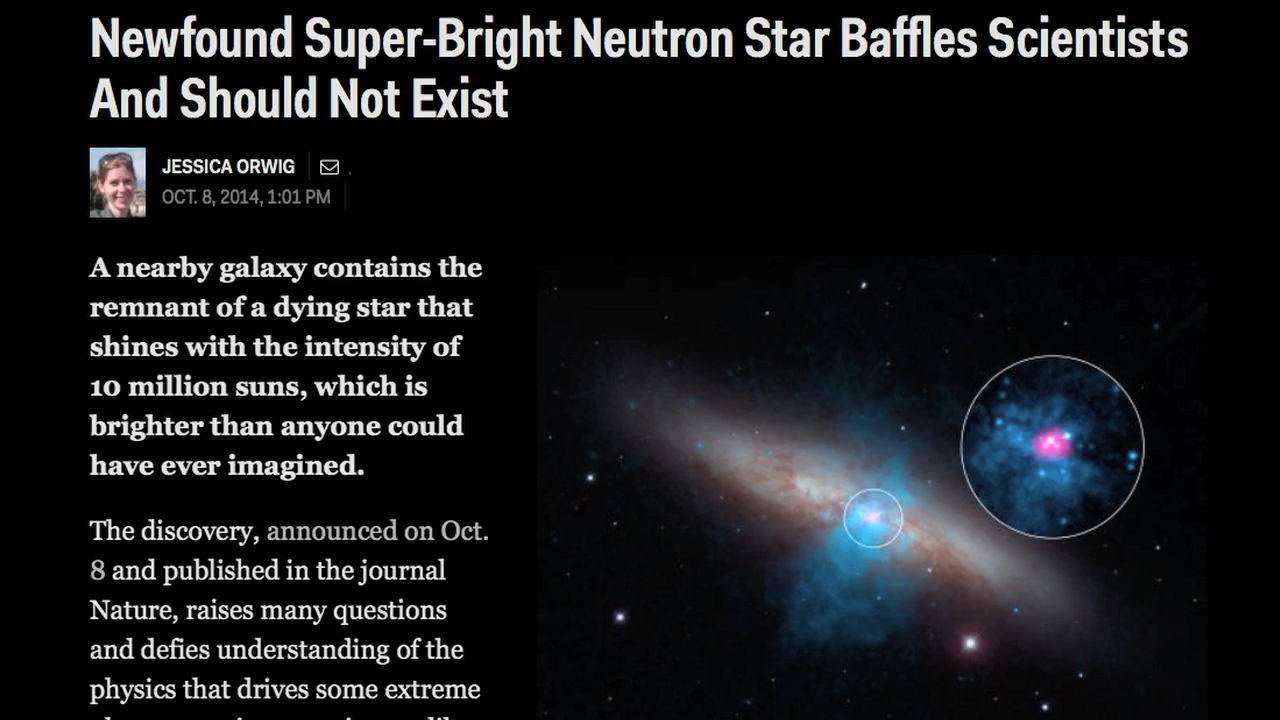 Newfound Super-Bright Neutron Star Baffles Scientists
And Should Not Exist
JESSICA ORWIG
OCT. 8, 2014, 1:01 PM
A nearby galaxy contains the
remnant of a dying star that
shines with the intensity of
10 million suns, which is
brighter than anyone could
have ever imagined.
The discovery, announced on Oct.
8 and published in the journal
Nature, raises many questions
and defies understanding of the
physics that drives some extreme